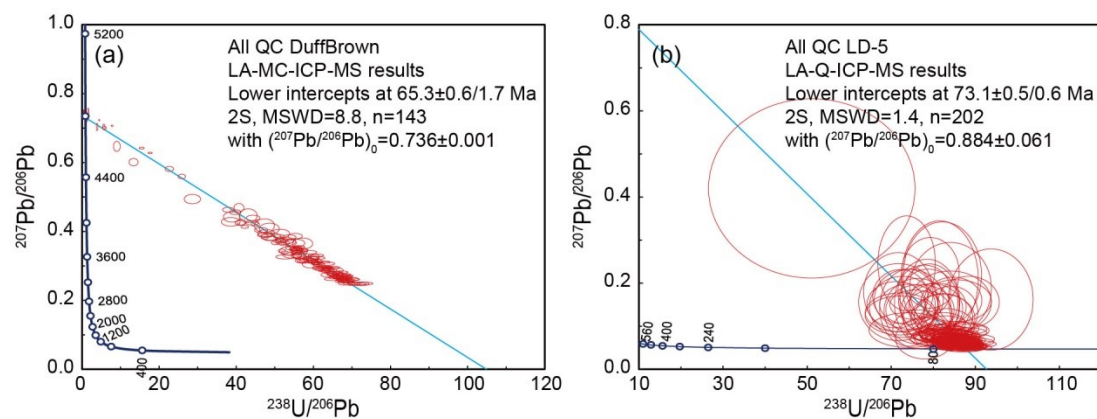 (a)
All QC DuffBrown
LA-MC-ICP-MS results
Lower intercepts at 65.3±0.6/1.7 Ma
2S, MSWD=8.8, n=143
with (²⁰⁷Pb/²⁰⁶Pb)₀=0.736±0.001
1.0
0.8
0.6
0.4
0.2
0.0
²⁰⁷Pb/²⁰⁶Pb
5200
4400
3600
2800
2000
1200
400
0 20 40 60 80 100 120
²³⁸U/²⁰⁶Pb
(b)
All QC LD-5
LA-Q-ICP-MS results
Lower intercepts at 73.1±0.5/0.6 Ma
2S, MSWD=1.4, n=202
with (²⁰⁷Pb/²⁰⁶Pb)₀=0.884±0.061
0.8
0.6
0.4
0.2
0.0
²⁰⁷Pb/²⁰⁶Pb
560
400
240
800
10 30 50 70 90 110
²³⁸U/²⁰⁶Pb